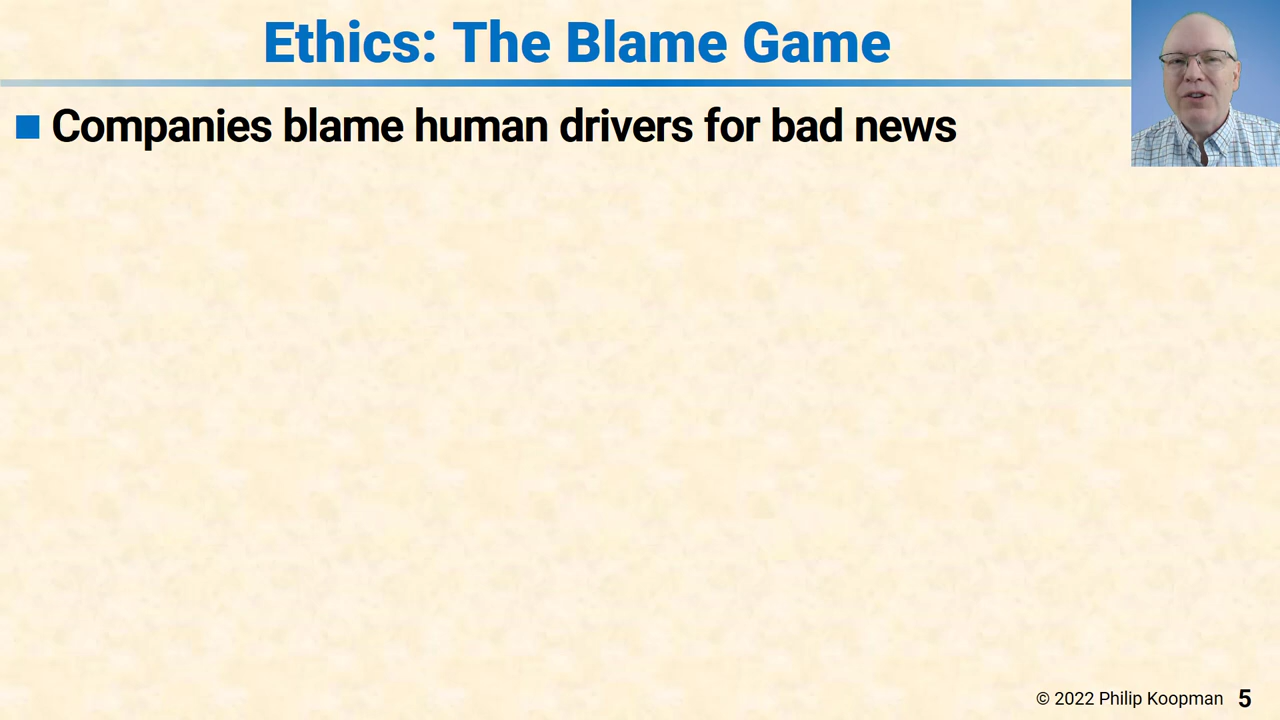 Ethics: The Blame Game
Companies blame human drivers for bad news
© 2022 Philip Koopman 5